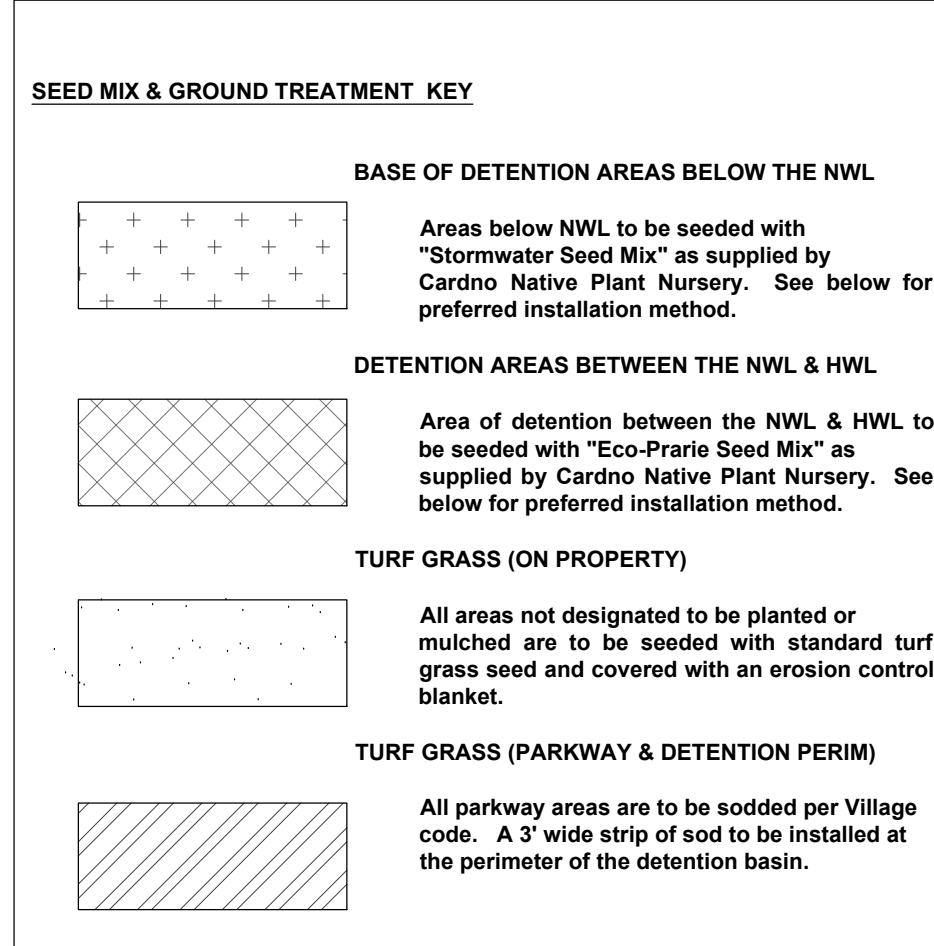 SEED MIX & GROUND TREATMENT KEY
BASE OF DETENTION AREAS BELOW THE NWL
Areas below NWL to be seeded with
"Stormwater Seed Mix" as supplied by
Cardno Native Plant Nursery. See below for
preferred installation method.
DETENTION AREAS BETWEEN THE NWL & HWL
Area of detention between the NWL & HWL to
be seeded with "Eco-Prarie Seed Mix" as
supplied by Cardno Native Plant Nursery. See
below for preferred installation method.
TURF GRASS (ON PROPERTY)
All areas not designated to be planted or
mulched are to be seeded with standard turf
grass seed and covered with an erosion control
blanket.
TURF GRASS (PARKWAY & DETENTION PERIM)
All parkway areas are to be sodded per Village
code. A 3' wide strip of sod to be installed at
the perimeter of the detention basin.